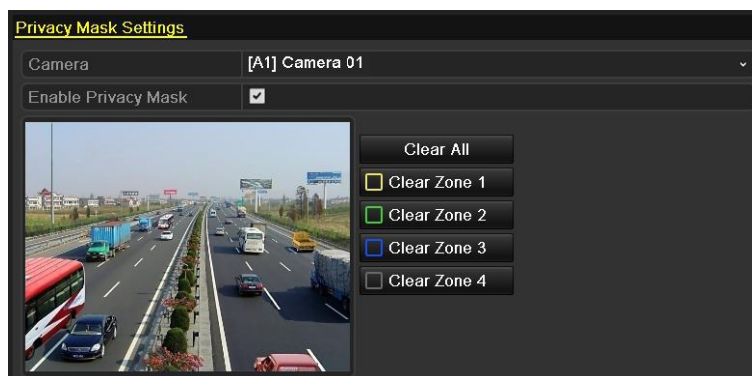 Privacy Mask Settings
Camera [A1] Camera 01
Enable Privacy Mask
Clear All
Clear Zone 1
Clear Zone 2
Clear Zone 3
Clear Zone 4